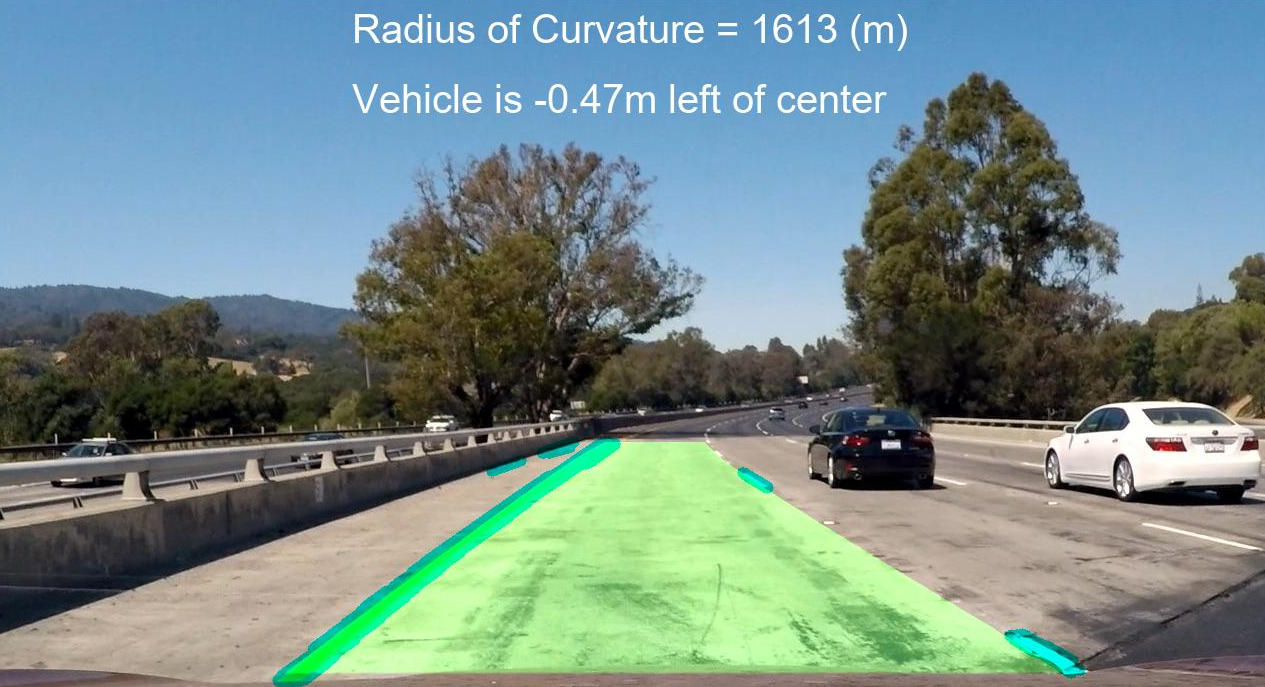 Radius of Curvature = 1613 (m)
Vehicle is -0.47m left of center